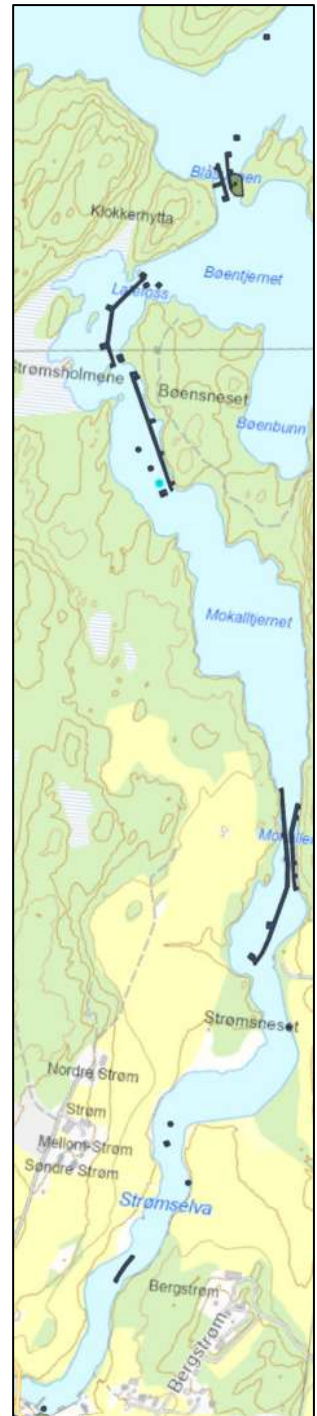 Klokkerhytta
Bøentjernet
Strømsholmene
Bøensneset
Bøenbunn
Mokalltjernet
Strømsneset
Nordre Strøm
Strøm
Mellom-Strøm
Søndre Strøm
Strømselva
Bergstrøm
Bergstrøm